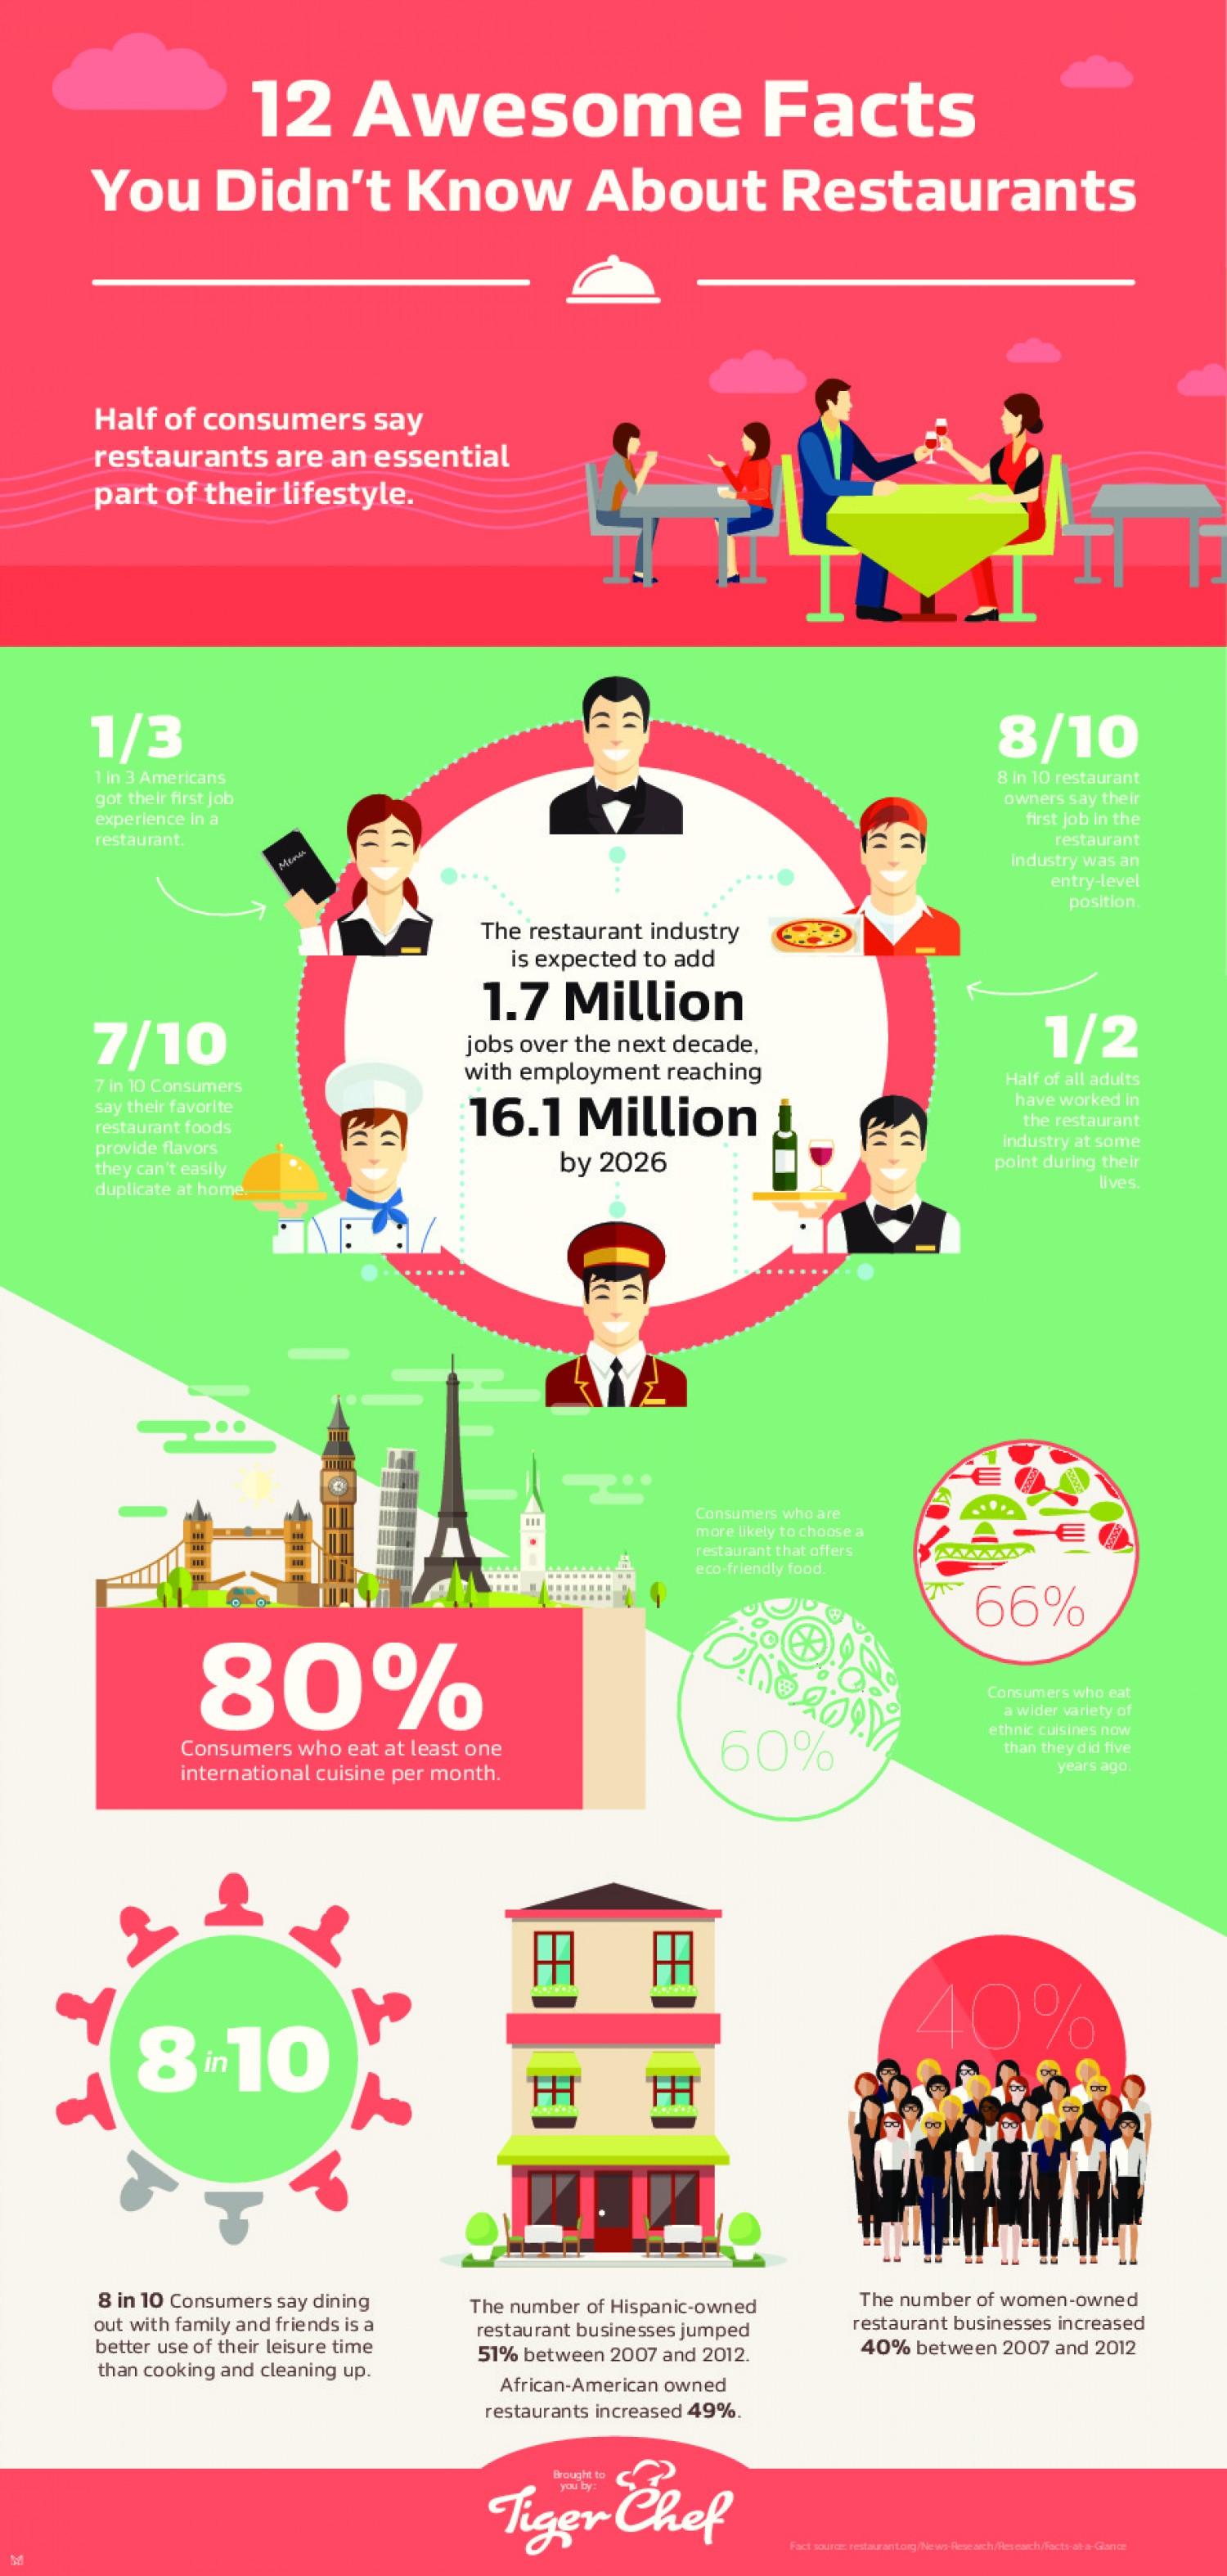 12 Awesome Facts
You Didn't Know About Restaurants
Half of consumers say
restaurants are an essential
part of their lifestyle.
1/3
1 in 3 Americans
got their first job
experience in a
restaurant.
Menu
8/10
8 in 10 restaurant
owners say their
first job in the
restaurant
industry was an
entry-level
position.
The restaurant industry
is expected to add
1.7 Million
jobs over the next decade,
with employment reaching
16.1 Million
by 2026
7/10
7 in 10 Consumers
say their favorite
restaurant foods
provide flavors
they can't easily
duplicate at home.
1/2
Half of all adults
have worked in
the restaurant
industry at some
point during their
lives.
80%
Consumers who eat at least one
international cuisine per month.
Consumers who are
more likely to choose a
restaurant that offers
eco-friendly food.
60%
66%
Consumers who eat
a wider variety of
ethnic cuisines now
than they did five
years ago.
8 in 10
8 in 10 Consumers say dining
out with family and friends is a
better use of their leisure time
than cooking and cleaning up.
The number of Hispanic-owned
restaurant businesses jumped
51% between 2007 and 2012.
African-American owned
restaurants increased 49%.
40%
The number of women-owned
restaurant businesses increased
40% between 2007 and 2012
Brought to
you by:
Tiger Chef
Fact source: restaurant.org/News-Research/Research/Facts-at-a-Glance